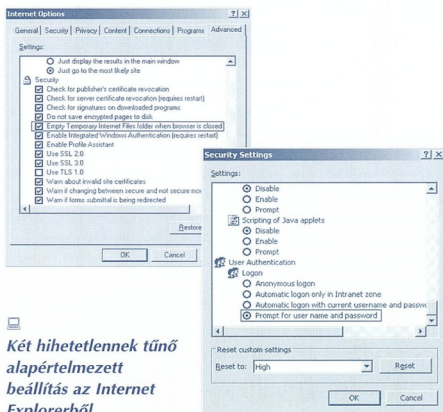 Internet Options
General Security Privacy Content Connections Programs Advanced
Settings:
Just display the results in the main window
Just go to the most likely site
Security
Check for publisher's certificate revocation
Check for server certificate revocation (requires restart)
Check for signatures on downloaded programs
Do not save encrypted pages to disk
Empty Temporary Internet Files folder when browser is closed
Enable Integrated Windows Authentication (requires restart)
Enable Profile Assistant
Use SSL 2.0
Use SSL 3.0
Use TLS 1.0
Warn about invalid site certificates
Warn if changing between secure and not secure mo
Warn if forms submittal is being redirected
Restore
OK Cancel
Security Settings
Settings:
Disable
Enable
Prompt
Scripting of Java applets
Disable
Enable
Prompt
User Authentication
Logon
Anonymous logon
Automatic logon only in Intranet zone
Automatic logon with current username and passwo
Prompt for user name and password
Reset custom settings
Reset to: High Reset
OK Cancel
Két hihetetlennek tűnő
alapértelmezett
beállítás az Internet
Explorerből